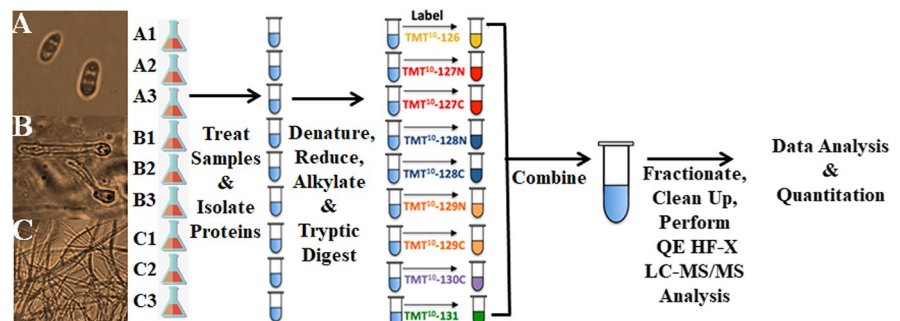 A
B
C
A1
A2
A3
B1
B2
B3
C1
C2
C3
Treat
Samples
&
Isolate
Proteins
Denature,
Reduce,
Alkylate
&
Tryptic
Digest
Label
TMT¹⁰-126
TMT¹⁰-127N
TMT¹⁰-127C
TMT¹⁰-128N
TMT¹⁰-128C
TMT¹⁰-129N
TMT¹⁰-129C
TMT¹⁰-130C
TMT¹⁰-131
Combine
Fractionate,
Clean Up,
Perform
QE HF-X
LC-MS/MS
Analysis
Data Analysis
&
Quantitation